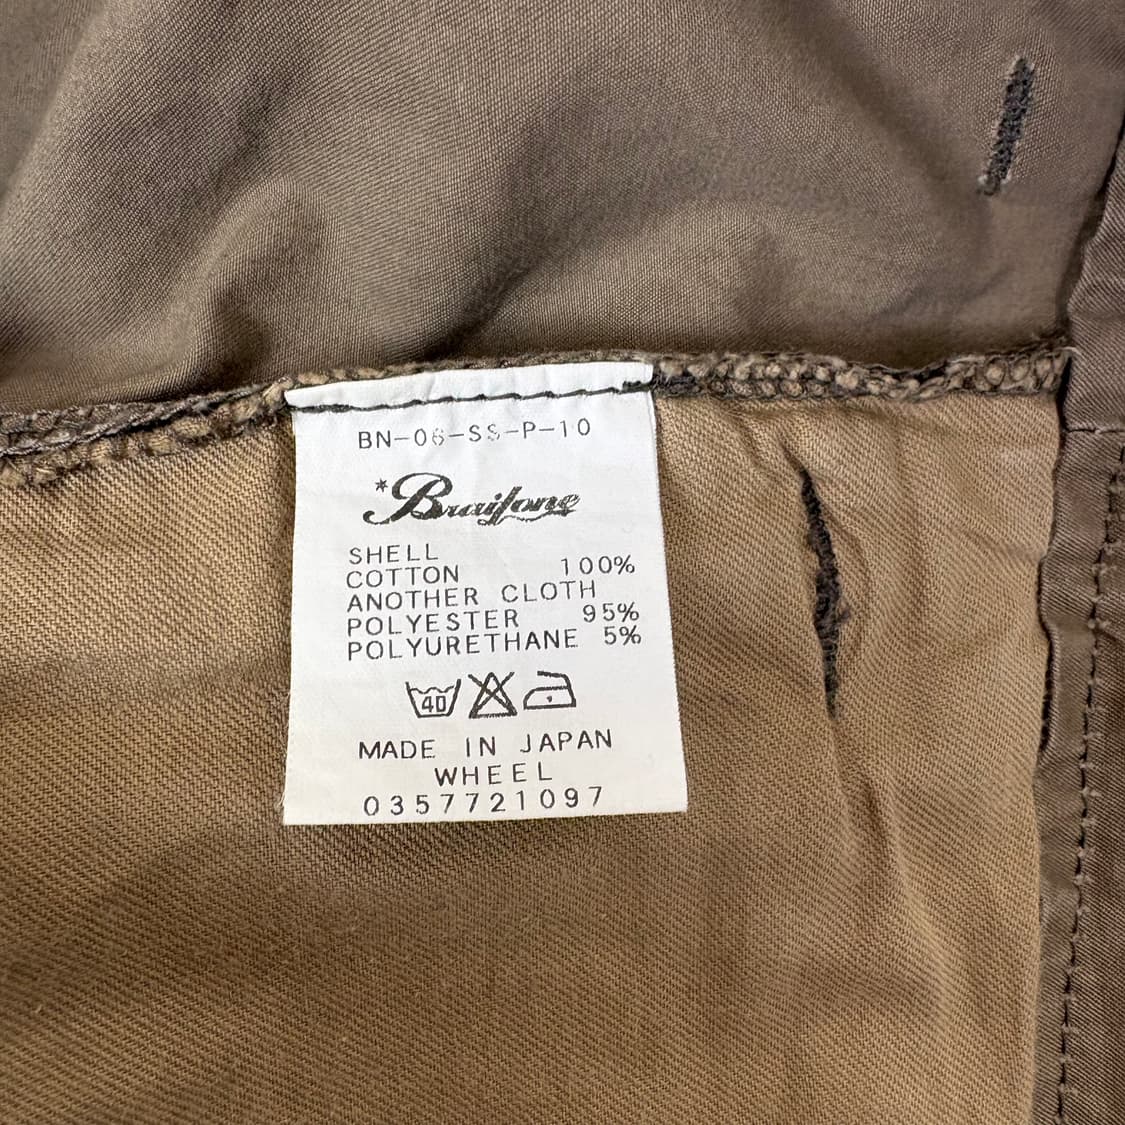 BN-06-SS-P-10
*Braifone
SHELL
COTTON 100%
ANOTHER CLOTH
POLYESTER 95%
POLYURETHANE 5%
40
MADE IN JAPAN
WHEEL
0357721097